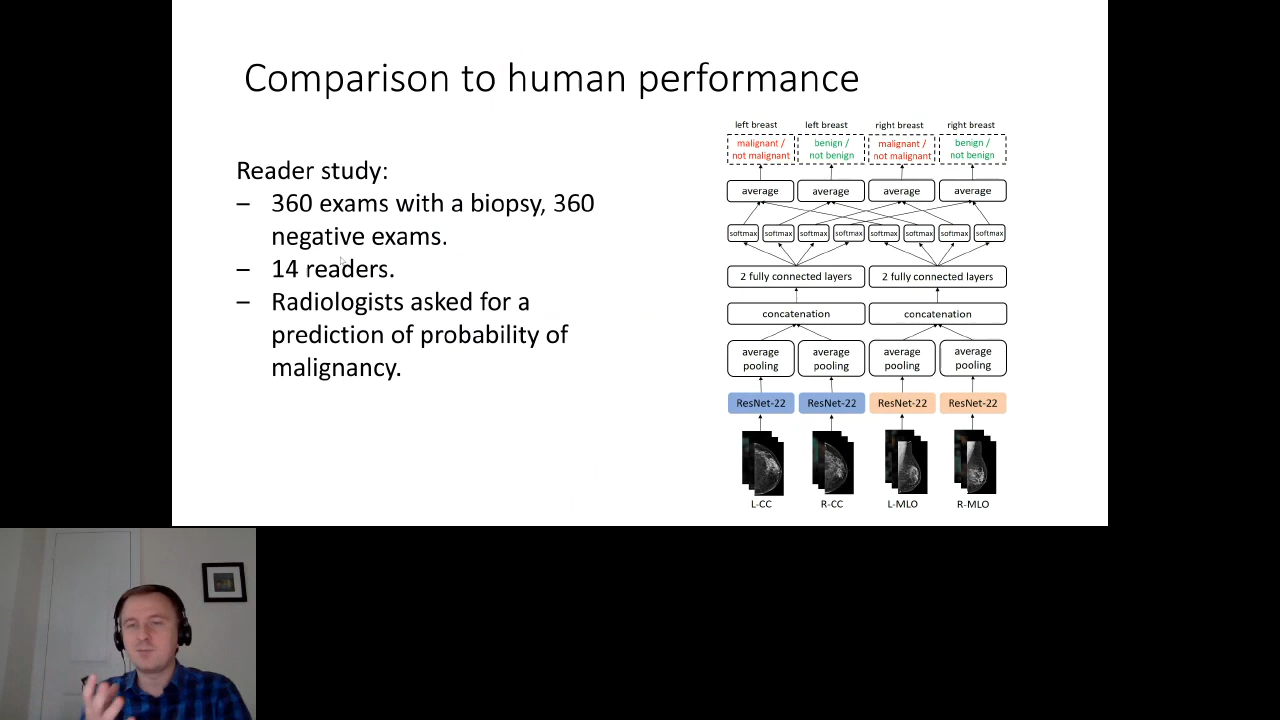 Comparison to human performance
Reader study:
– 360 exams with a biopsy, 360
negative exams.
– 14 readers.
– Radiologists asked for a
prediction of probability of
malignancy.
left breast left breast right breast right breast
malignant / benign / malignant / benign /
not malignant not benign not malignant not benign
average average average average
softmax softmax softmax softmax softmax softmax softmax softmax
2 fully connected layers 2 fully connected layers
concatenation concatenation
average average average average
pooling pooling pooling pooling
ResNet-22 ResNet-22 ResNet-22 ResNet-22
L-CC R-CC L-MLO R-MLO